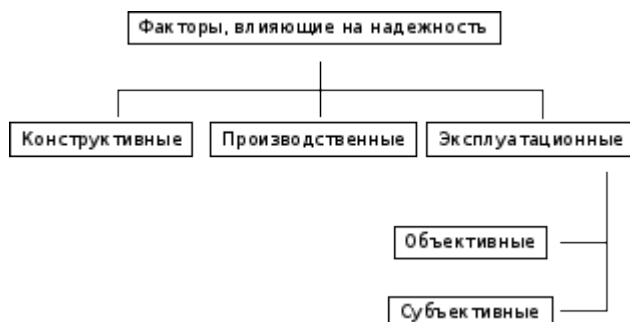 Факторы, влияющие на надежность
Конструктивные
Производственные
Эксплуатационные
Объективные
Субъективные